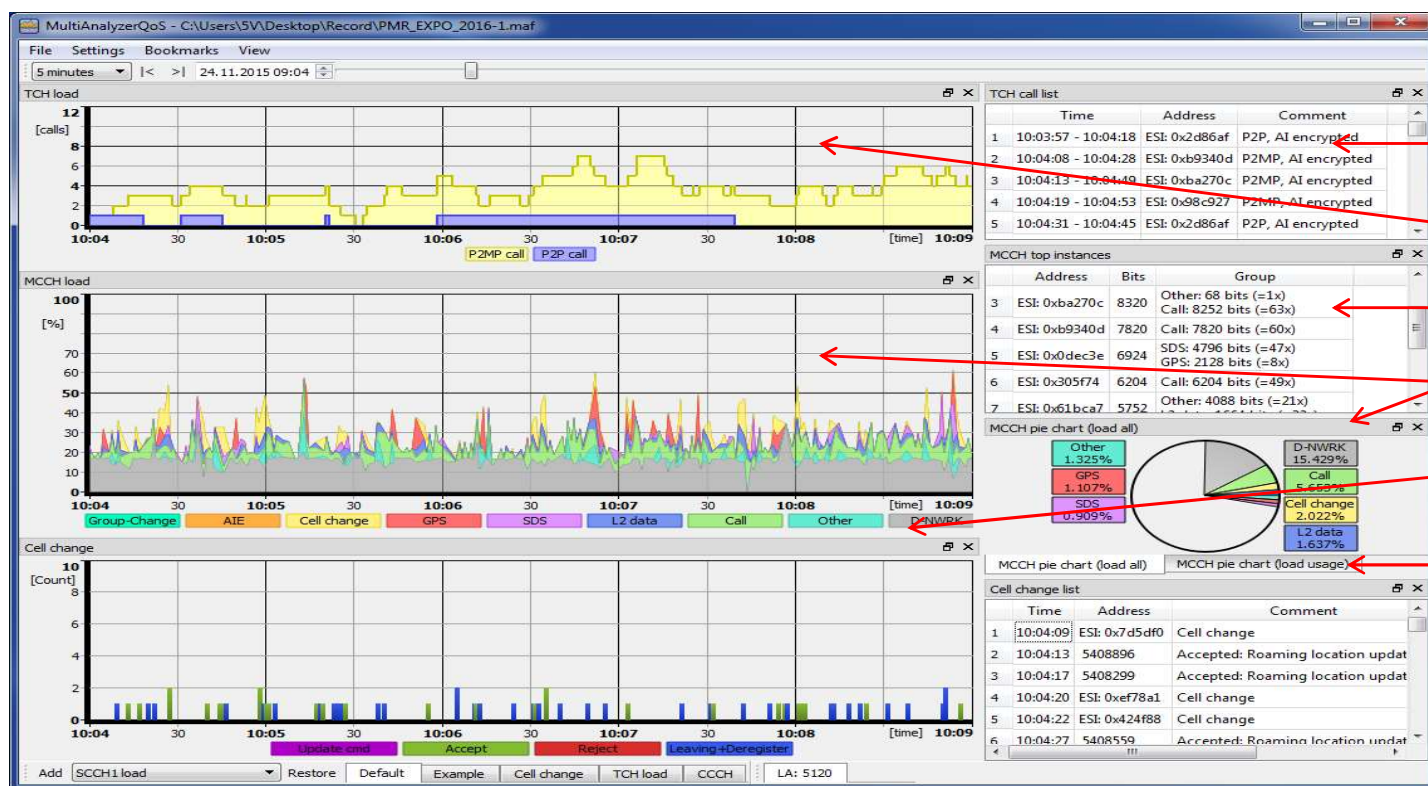 MultiAnalyzerQoS - C:\Users\5V\Desktop\Record\PMR_EXPO_2016-1.maf
File Settings Bookmarks View
5 minutes |< >| 24.11.2015 09:04
TCH load
12
[calls]
8
6
4
2
0
10:04 30 10:05 30 10:06 30 10:07 30 10:08 [time] 10:09
P2MP call P2P call
MCCH load
100
[%]
70
60
50
40
30
20
10
0
10:04 30 10:05 30 10:06 30 10:07 30 10:08 [time] 10:09
Group-Change AIE Cell change GPS SDS L2 data Call Other D-NWRK
Cell change
10
[Count]
8
6
4
2
0
10:04 30 10:05 30 10:06 30 10:07 30 10:08 [time] 10:09
Update cmd Accept Reject Leaving+Deregister
TCH call list
Time Address Comment
1 10:03:57 - 10:04:18 ESI: 0x2d86af P2P, AI encrypted
2 10:04:08 - 10:04:28 ESI: 0xb9340d P2MP, AI encrypted
3 10:04:13 - 10:04:49 ESI: 0xba270c P2MP, AI encrypted
4 10:04:19 - 10:04:53 ESI: 0x98c927 P2MP, AI encrypted
5 10:04:31 - 10:04:45 ESI: 0x2d86af P2P, AI encrypted
MCCH top instances
Address Bits Group
3 ESI: 0xba270c 8320 Other: 68 bits (=1x)
Call: 8252 bits (=63x)
4 ESI: 0xb9340d 7820 Call: 7820 bits (=60x)
5 ESI: 0x0dec3e 6924 SDS: 4796 bits (=47x)
GPS: 2128 bits (=8x)
6 ESI: 0x305f74 6204 Call: 6204 bits (=49x)
7 ESI: 0x61bca7 5752 Other: 4088 bits (=21x)
MCCH pie chart (load all)
Other
1.325%
GPS
1.107%
SDS
0.909%
D-NWRK
15.429%
Call
5.653%
Cell change
2.022%
L2 data
1.637%
MCCH pie chart (load all) MCCH pie chart (load usage)
Cell change list
Time Address Comment
1 10:04:09 ESI: 0x7d5df0 Cell change
2 10:04:13 5408896 Accepted: Roaming location updat
3 10:04:17 5408299 Accepted: Roaming location updat
4 10:04:20 ESI: 0xef78a1 Cell change
5 10:04:22 ESI: 0x424f88 Cell change
6 10:04:27 5408559 Accepted: Roaming location updat
Add SCCH1 load Restore Default Example Cell change TCH load CCCH LA: 5120